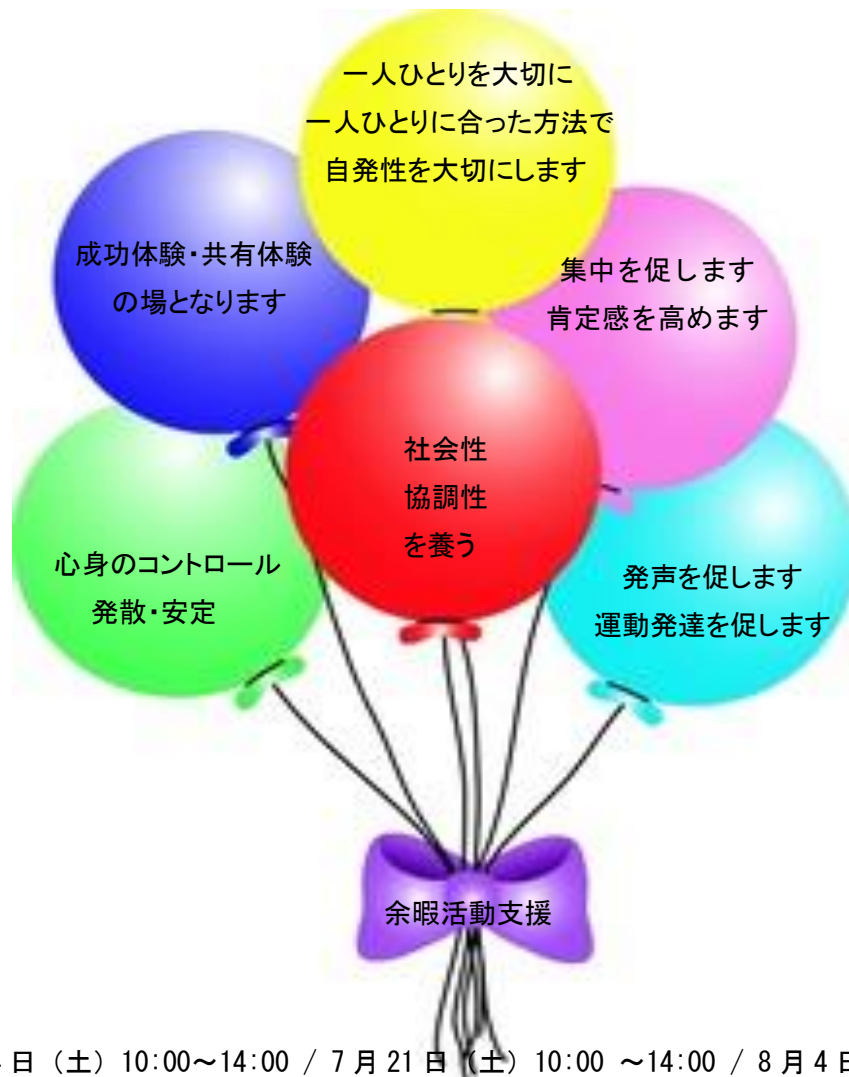 一人ひとりを大切に
一人ひとりに合った方法で
自発性を大切にします
成功体験・共有体験
の場となります
集中を促します
肯定感を高めます
社会性
協調性
を養う
心身のコントロール
発散・安定
発声を促します
運動発達を促します
余暇活動支援
日（土）10:00～14:00 / 7月21日（土）10:00 ～14:00 / 8月4日